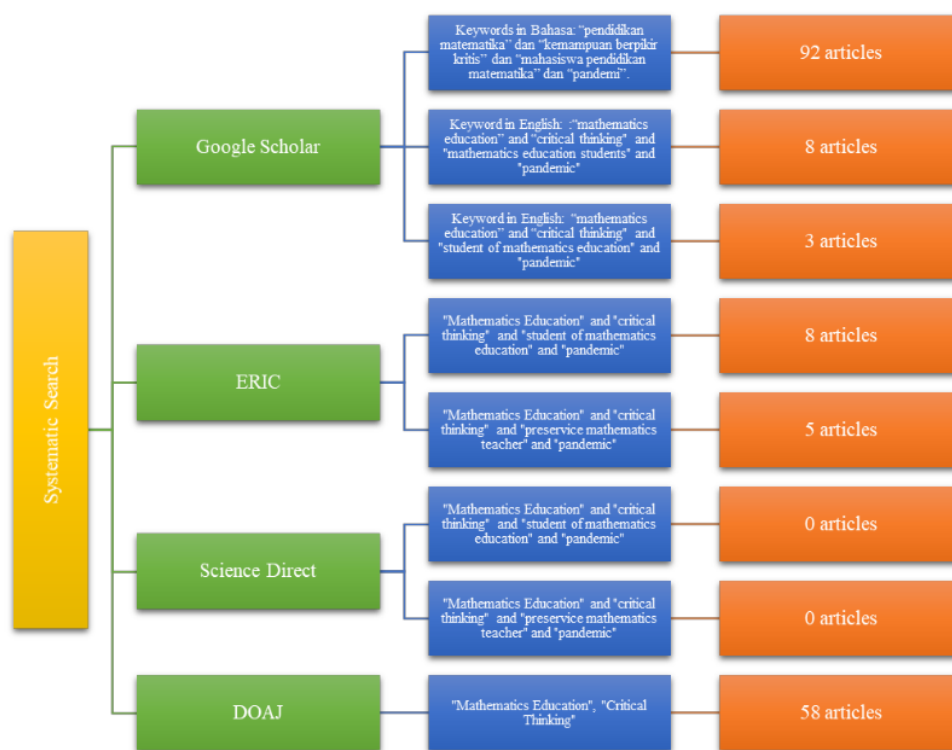 Systematic Search
Google Scholar
Keywords in Bahasa: “pendidikan
matematika” dan “kemampuan berpikir
kritis” dan “mahasiswa pendidikan
matematika” dan “pandemi”.
92 articles
Keyword in English: :“mathematics
education” and “critical thinking" and
"mathematics education students" and
"pandemic"
8 articles
Keyword in English: “mathematics
education” and “critical thinking" and
"student of mathematics education" and
"pandemic"
3 articles
ERIC
"Mathematics Education" and "critical
thinking" and "student of mathematics
education" and "pandemic"
8 articles
"Mathematics Education" and "critical
thinking" and "preservice mathematics
teacher" and "pandemic"
5 articles
Science Direct
"Mathematics Education" and "critical
thinking" and "student of mathematics
education" and "pandemic"
0 articles
"Mathematics Education" and "critical
thinking" and "preservice mathematics
teacher" and "pandemic"
0 articles
DOAJ
"Mathematics Education", "Critical
Thinking"
58 articles